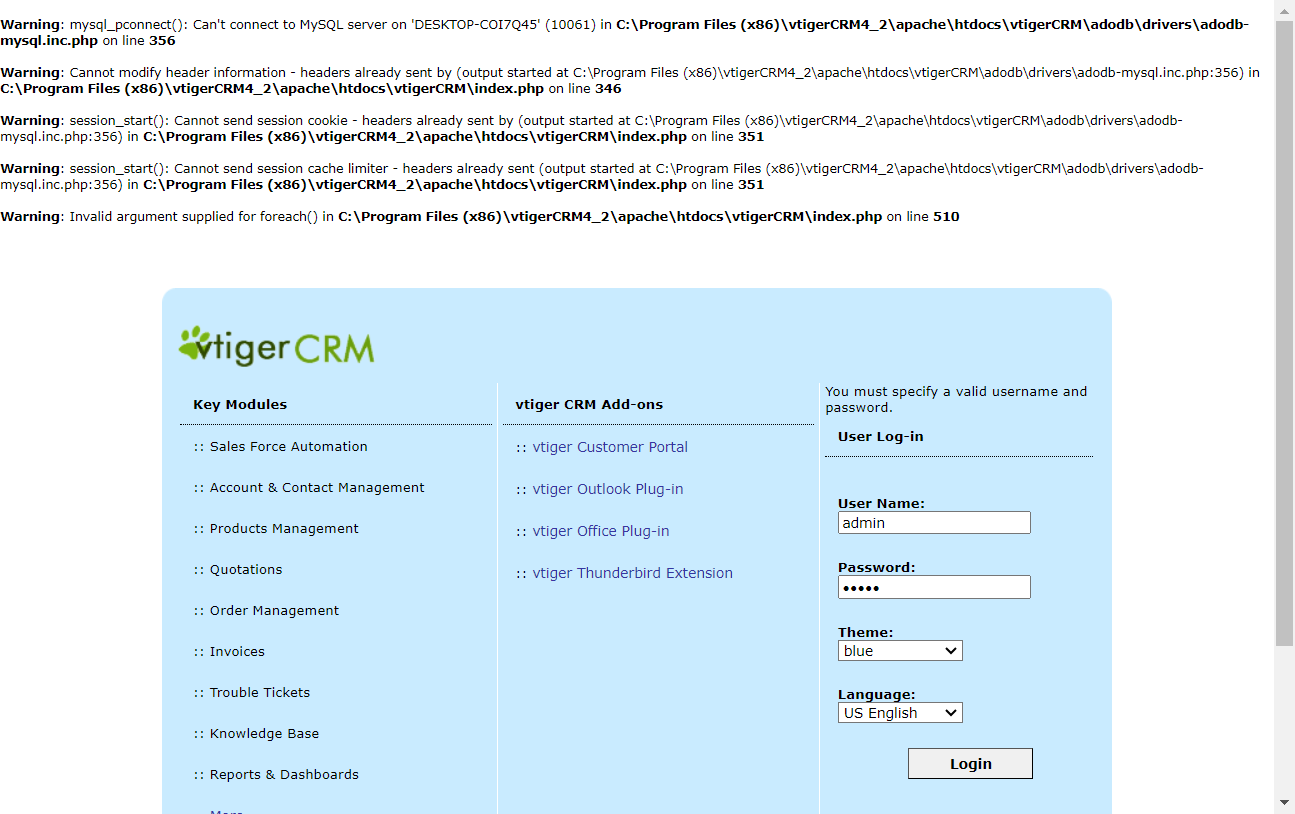 Warning: mysql_pconnect(): Can't connect to MySQL server on 'DESKTOP-COI7Q45' (10061) in C:\Program Files (x86)\vtigerCRM4_2\apache\htdocs\vtigerCRM\adodb\drivers\adodb-
mysql.inc.php on line 356
Warning: Cannot modify header information - headers already sent by (output started at C:\Program Files (x86)\vtigerCRM4_2\apache\htdocs\vtigerCRM\adodb\drivers\adodb-mysql.inc.php:356) in
C:\Program Files (x86)\vtigerCRM4_2\apache\htdocs\vtigerCRM\index.php on line 346
Warning: session_start(): Cannot send session cookie - headers already sent by (output started at C:\Program Files (x86)\vtigerCRM4_2\apache\htdocs\vtigerCRM\adodb\drivers\adodb-
mysql.inc.php:356) in C:\Program Files (x86)\vtigerCRM4_2\apache\htdocs\vtigerCRM\index.php on line 351
Warning: session_start(): Cannot send session cache limiter - headers already sent (output started at C:\Program Files (x86)\vtigerCRM4_2\apache\htdocs\vtigerCRM\adodb\drivers\adodb-
mysql.inc.php:356) in C:\Program Files (x86)\vtigerCRM4_2\apache\htdocs\vtigerCRM\index.php on line 351
Warning: Invalid argument supplied for foreach() in C:\Program Files (x86)\vtigerCRM4_2\apache\htdocs\vtigerCRM\index.php on line 510
vtiger CRM
Key Modules
:: Sales Force Automation
:: Account & Contact Management
:: Products Management
:: Quotations
:: Order Management
:: Invoices
:: Trouble Tickets
:: Knowledge Base
:: Reports & Dashboards
vtiger CRM Add-ons
:: vtiger Customer Portal
:: vtiger Outlook Plug-in
:: vtiger Office Plug-in
:: vtiger Thunderbird Extension
You must specify a valid username and
password.
User Log-in
User Name:
admin
Password:
•••••
Theme:
blue
Language:
US English
Login